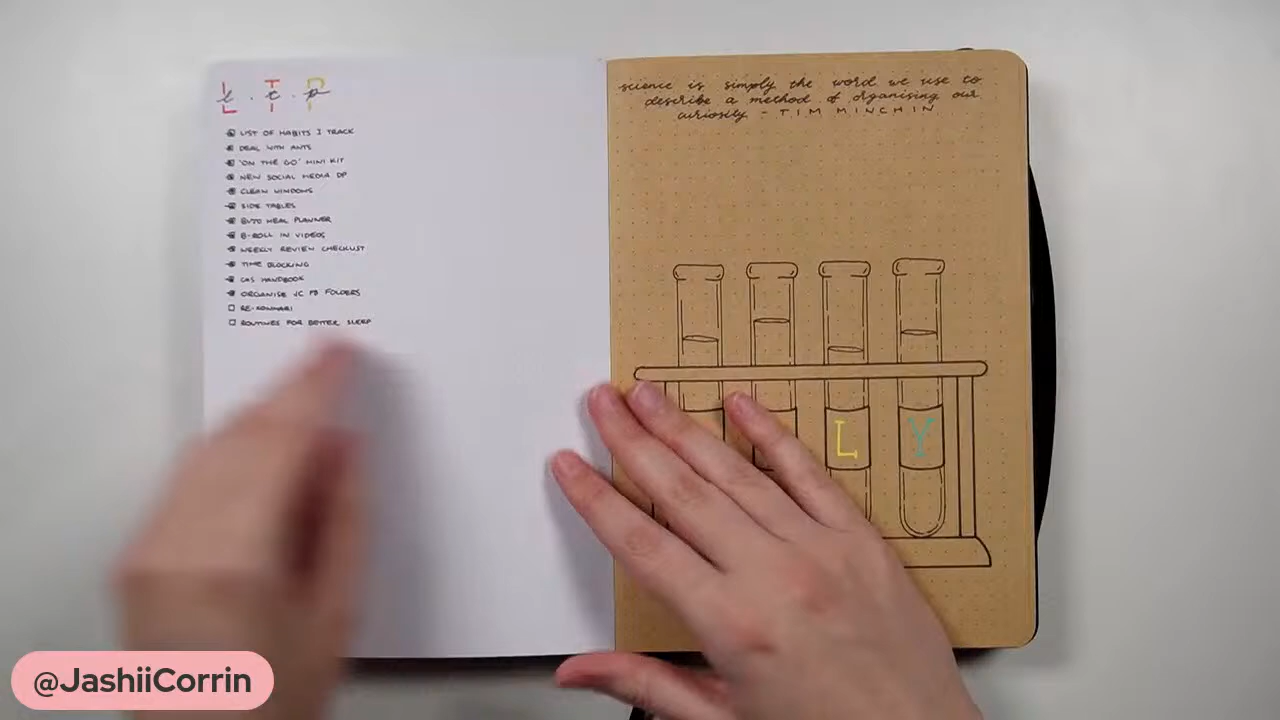 l . t . p
LIST OF HABITS I TRACK
DEAL WITH ANTS
'ON THE GO' MINI KIT
NEW SOCIAL MEDIA DP
CLEAN WINDOWS
SIDE TABLES
BUJO MEAL PLANNER
B-ROLL IN VIDEOS
WEEKLY REVIEW CHECKLIST
TIME BLOCKING
HANDBOOK
ORGANISE FOLDERS
RE-KONMARI
ROUTINES FOR BETTER SLEEP
science is simply the word we use to
describe a method of organising our
curiosity - TIM MINCHIN
L Y
@JashiiCorrin